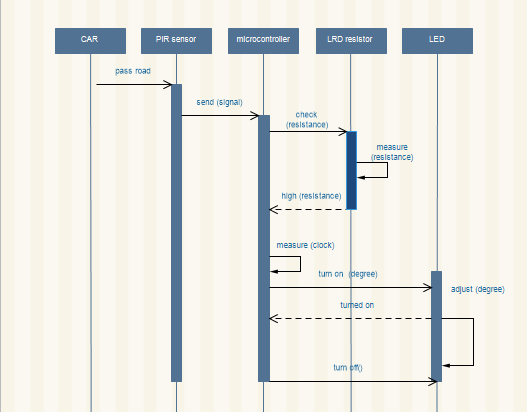 CAR
PIR sensor
microcontroller
LRD resistor
LED
pass road
send (signal)
check
(resistance)
measure
(resistance)
high (resistance)
measure (clock)
turn on (degree)
adjust (degree)
turned on
turn off()